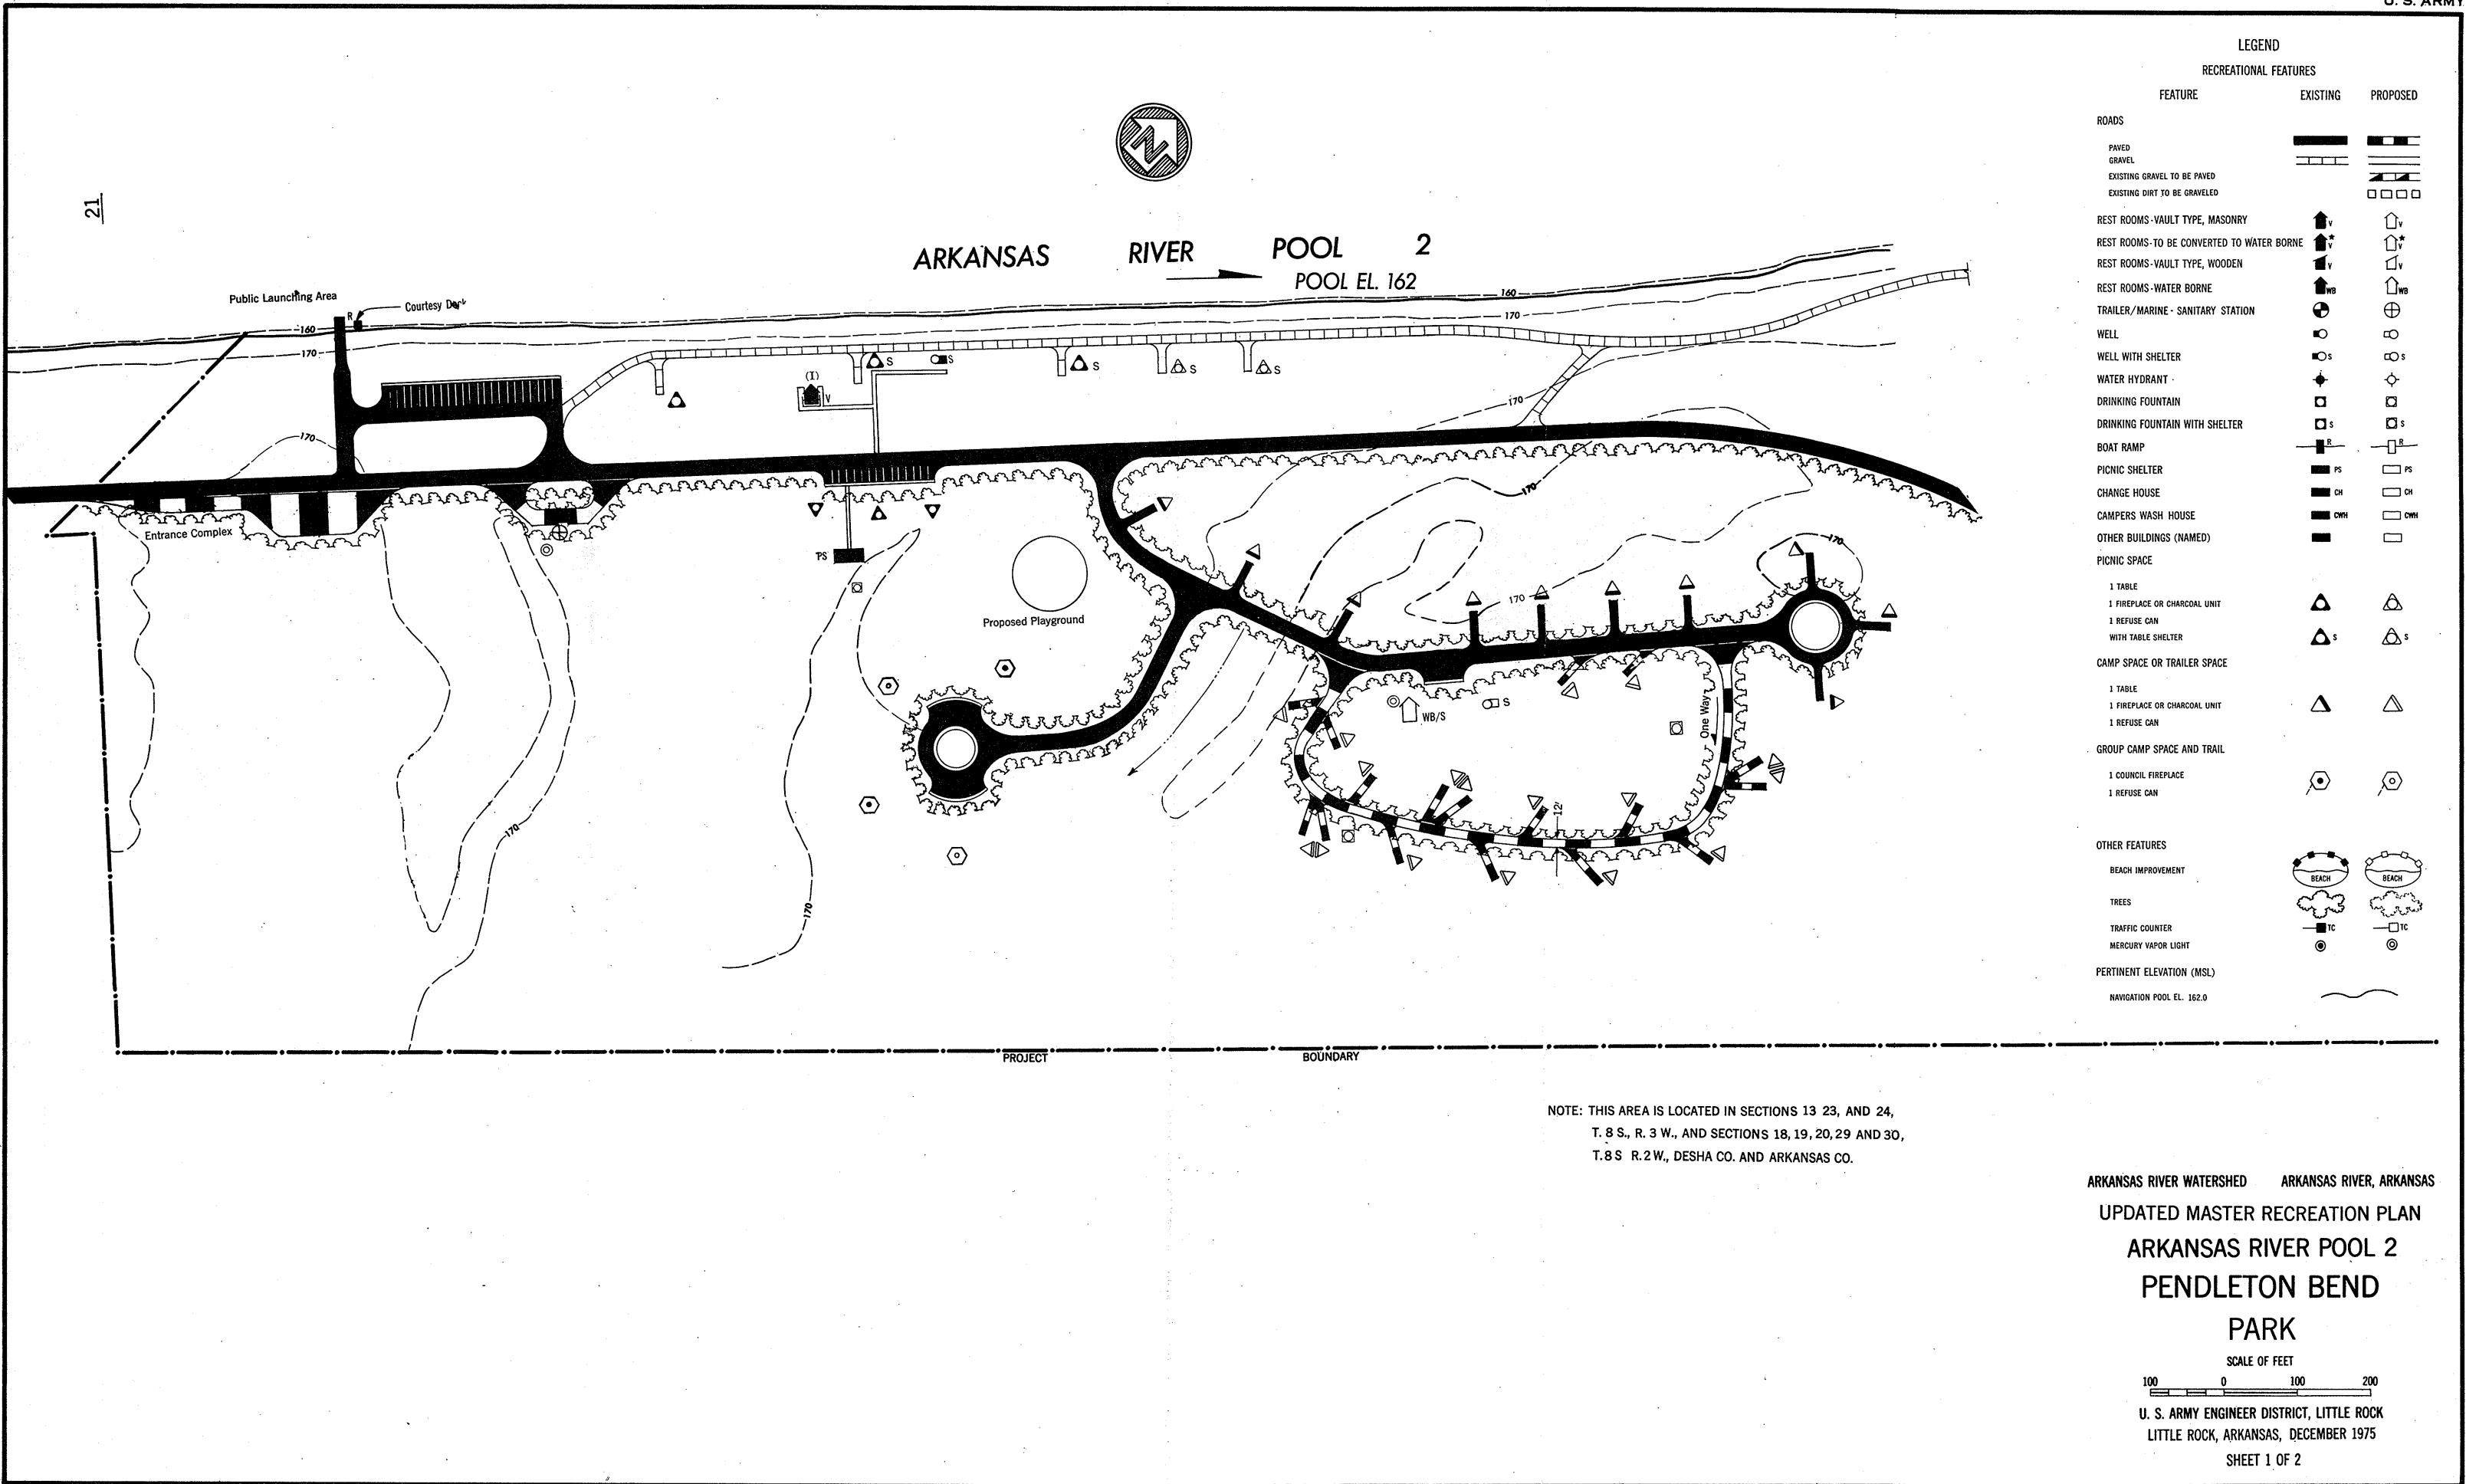 U. S. ARMY
21
N
ARKANSAS RIVER POOL 2
POOL EL. 162
Public Launching Area
R
Courtesy Dock
160
170
160
170
170
170
(I)
V
S
S
S
S
S
Entrance Complex
PS
Proposed Playground
170
170
170
WB/S
S
One Way
12'
170
170
PROJECT BOUNDARY
NOTE: THIS AREA IS LOCATED IN SECTIONS 13 23, AND 24,
T. 8 S., R. 3 W., AND SECTIONS 18, 19, 20, 29 AND 30,
T. 8 S R. 2 W., DESHA CO. AND ARKANSAS CO.
LEGEND
RECREATIONAL FEATURES
FEATURE EXISTING PROPOSED
ROADS
PAVED
GRAVEL
EXISTING GRAVEL TO BE PAVED
EXISTING DIRT TO BE GRAVELED
REST ROOMS-VAULT TYPE, MASONRY V V
REST ROOMS-TO BE CONVERTED TO WATER BORNE *V *V
REST ROOMS-VAULT TYPE, WOODEN V V
REST ROOMS-WATER BORNE WB WB
TRAILER/MARINE - SANITARY STATION
WELL
WELL WITH SHELTER S S
WATER HYDRANT
DRINKING FOUNTAIN
DRINKING FOUNTAIN WITH SHELTER S S
BOAT RAMP R R
PICNIC SHELTER PS PS
CHANGE HOUSE CH CH
CAMPERS WASH HOUSE CWH CWH
OTHER BUILDINGS (NAMED)
PICNIC SPACE
1 TABLE
1 FIREPLACE OR CHARCOAL UNIT
1 REFUSE CAN
WITH TABLE SHELTER S S
CAMP SPACE OR TRAILER SPACE
1 TABLE
1 FIREPLACE OR CHARCOAL UNIT
1 REFUSE CAN
GROUP CAMP SPACE AND TRAIL
1 COUNCIL FIREPLACE
1 REFUSE CAN
OTHER FEATURES
BEACH IMPROVEMENT BEACH BEACH
TREES
TRAFFIC COUNTER TC TC
MERCURY VAPOR LIGHT
PERTINENT ELEVATION (MSL)
NAVIGATION POOL EL. 162.0
ARKANSAS RIVER WATERSHED ARKANSAS RIVER, ARKANSAS
UPDATED MASTER RECREATION PLAN
ARKANSAS RIVER POOL 2
PENDLETON BEND
PARK
SCALE OF FEET
100 0 100 200
U. S. ARMY ENGINEER DISTRICT, LITTLE ROCK
LITTLE ROCK, ARKANSAS, DECEMBER 1975
SHEET 1 OF 2